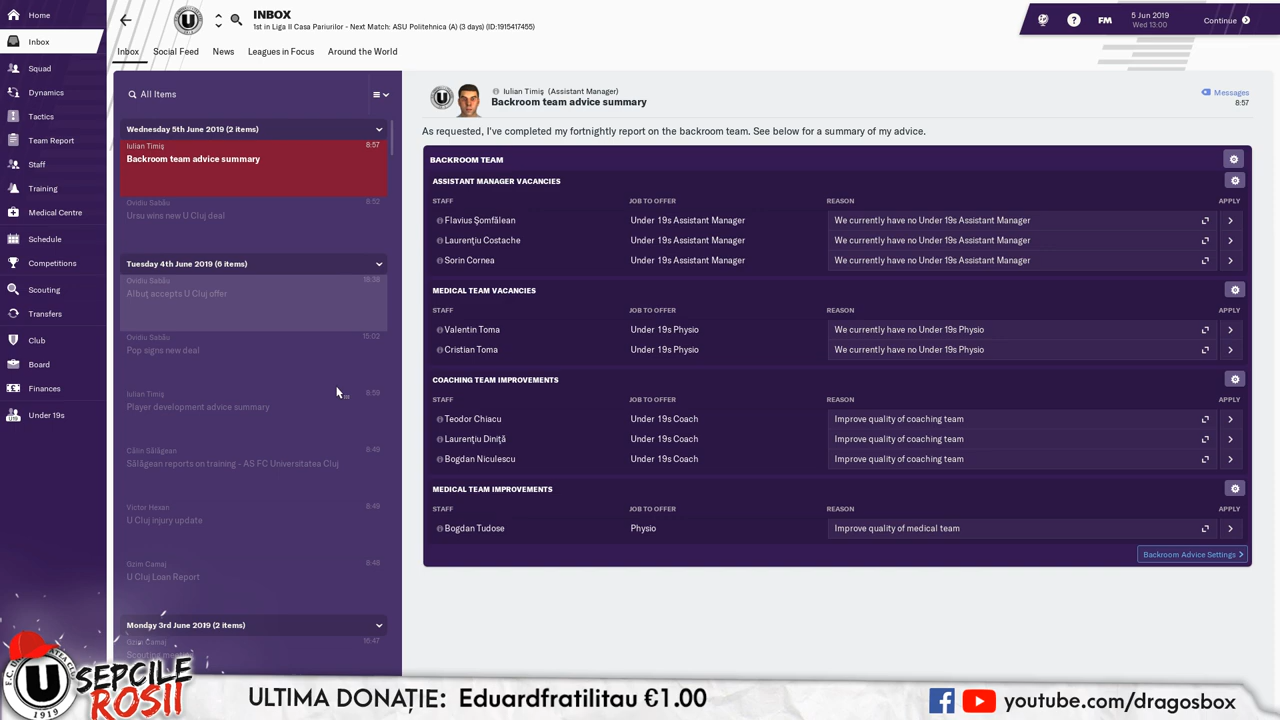 Home
Inbox
Squad
Dynamics
Tactics
Team Report
Staff
Training
Medical Centre
Schedule
Competitions
Scouting
Transfers
Club
Board
Finances
Under 19s
INBOX
1st in Liga II Casa Pariurilor - Next Match: ASU Politehnica (A) (3 days) (ID:1915417455)
FM
5 Jun 2019
Wed 13:00
Continue
Inbox
Social Feed
News
Leagues in Focus
Around the World
All Items
Wednesday 5th June 2019 (2 items)
Iulian Timiș 8:57
Backroom team advice summary
Ovidiu Sabău 8:52
Ursu wins new U Cluj deal
Tuesday 4th June 2019 (6 items)
Ovidiu Sabău
Albuț accepts U Cluj offer
Ovidiu Sabău 15:02
Pop signs new deal
Iulian Timiș 8:59
Player development advice summary
Călin Sălăgean 8:49
Sălăgean reports on training - AS FC Universitatea Cluj
Victor Hexan 8:49
U Cluj injury update
Gzim Camaj 8:48
U Cluj Loan Report
Monday 3rd June 2019 (2 items)
Gzim Camaj 16:47
Scouting
Iulian Timiș (Assistant Manager)
Backroom team advice summary
Messages
8:57
As requested, I've completed my fortnightly report on the backroom team. See below for a summary of my advice.
BACKROOM TEAM
ASSISTANT MANAGER VACANCIES
STAFF JOB TO OFFER REASON APPLY
Flavius Șomfălean Under 19s Assistant Manager We currently have no Under 19s Assistant Manager
Laurențiu Costache Under 19s Assistant Manager We currently have no Under 19s Assistant Manager
Sorin Cornea Under 19s Assistant Manager We currently have no Under 19s Assistant Manager
MEDICAL TEAM VACANCIES
STAFF JOB TO OFFER REASON APPLY
Valentin Toma Under 19s Physio We currently have no Under 19s Physio
Cristian Toma Under 19s Physio We currently have no Under 19s Physio
COACHING TEAM IMPROVEMENTS
STAFF JOB TO OFFER REASON APPLY
Teodor Chiacu Under 19s Coach Improve quality of coaching team
Laurențiu Diniță Under 19s Coach Improve quality of coaching team
Bogdan Niculescu Under 19s Coach Improve quality of coaching team
MEDICAL TEAM IMPROVEMENTS
STAFF JOB TO OFFER REASON APPLY
Bogdan Tudose Physio Improve quality of medical team
Backroom Advice Settings
U
1919
SEPCILE
ROSII
ULTIMA DONAȚIE: Eduardfratilitau €1.00
youtube.com/dragosbox